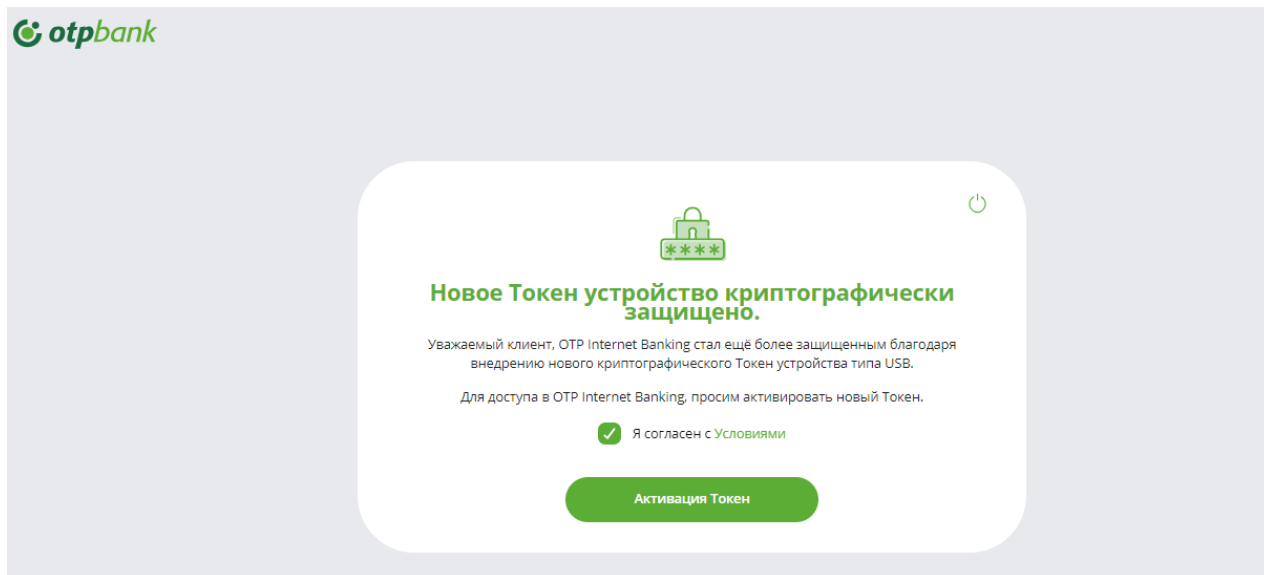 otpbank
****
Новое Токен устройство криптографически
защищено.
Уважаемый клиент, OTP Internet Banking стал ещё более защищенным благодаря
внедрению нового криптографического Токен устройства типа USB.
Для доступа в OTP Internet Banking, просим активировать новый Токен.
Я согласен с Условиями
Активация Токен